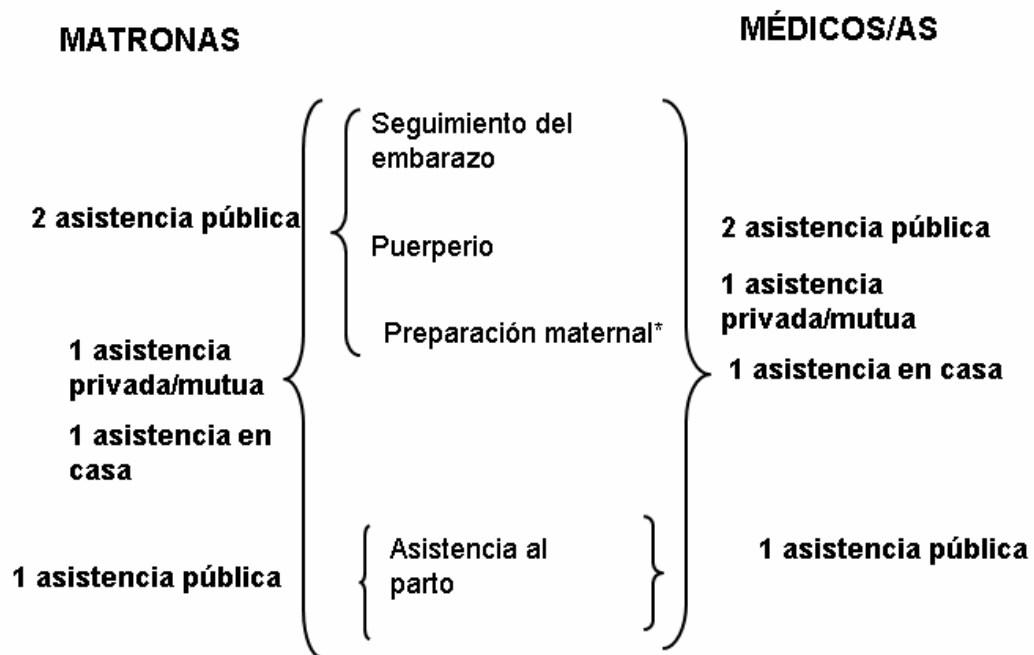 MATRONAS
MÉDICOS/AS
Seguimiento del
embarazo
2 asistencia pública
Puerperio
2 asistencia pública
1 asistencia
privada/mutua
Preparación maternal*
1 asistencia
privada/mutua
1 asistencia en casa
1 asistencia en
casa
Asistencia al
parto
1 asistencia pública
1 asistencia pública